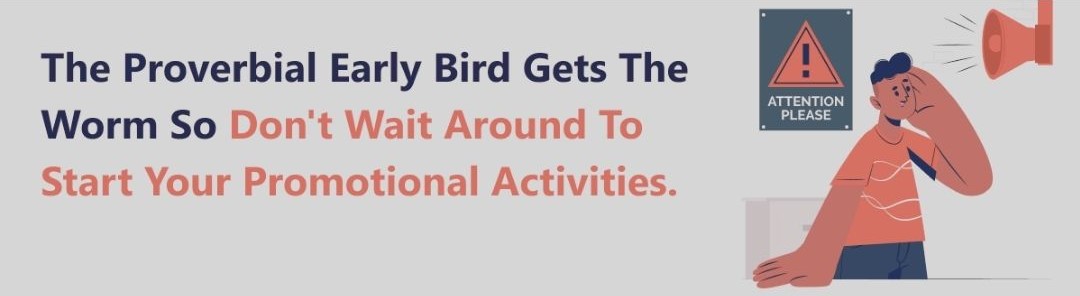 The Proverbial Early Bird Gets The
Worm So Don't Wait Around To
Start Your Promotional Activities.
ATTENTION
PLEASE